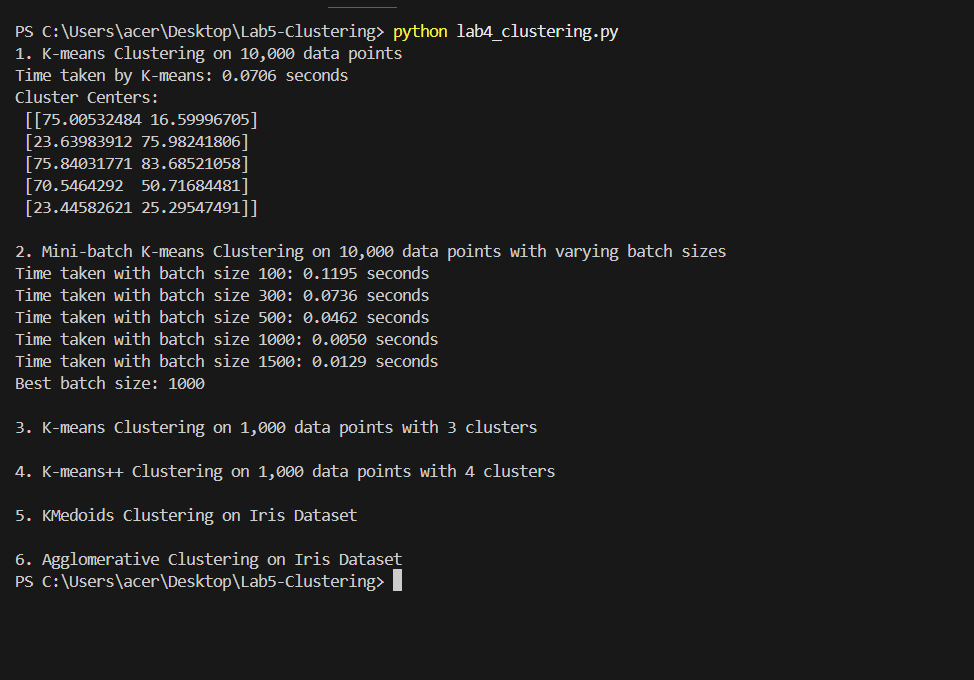 PS C:\Users\acer\Desktop\Lab5-Clustering> python lab4_clustering.py
1. K-means Clustering on 10,000 data points
Time taken by K-means: 0.0706 seconds
Cluster Centers:
 [[75.00532484 16.59996705]
 [23.63983912 75.98241806]
 [75.84031771 83.68521058]
 [70.5464292  50.71684481]
 [23.44582621 25.29547491]]

2. Mini-batch K-means Clustering on 10,000 data points with varying batch sizes
Time taken with batch size 100: 0.1195 seconds
Time taken with batch size 300: 0.0736 seconds
Time taken with batch size 500: 0.0462 seconds
Time taken with batch size 1000: 0.0050 seconds
Time taken with batch size 1500: 0.0129 seconds
Best batch size: 1000

3. K-means Clustering on 1,000 data points with 3 clusters

4. K-means++ Clustering on 1,000 data points with 4 clusters

5. KMedoids Clustering on Iris Dataset

6. Agglomerative Clustering on Iris Dataset
PS C:\Users\acer\Desktop\Lab5-Clustering>